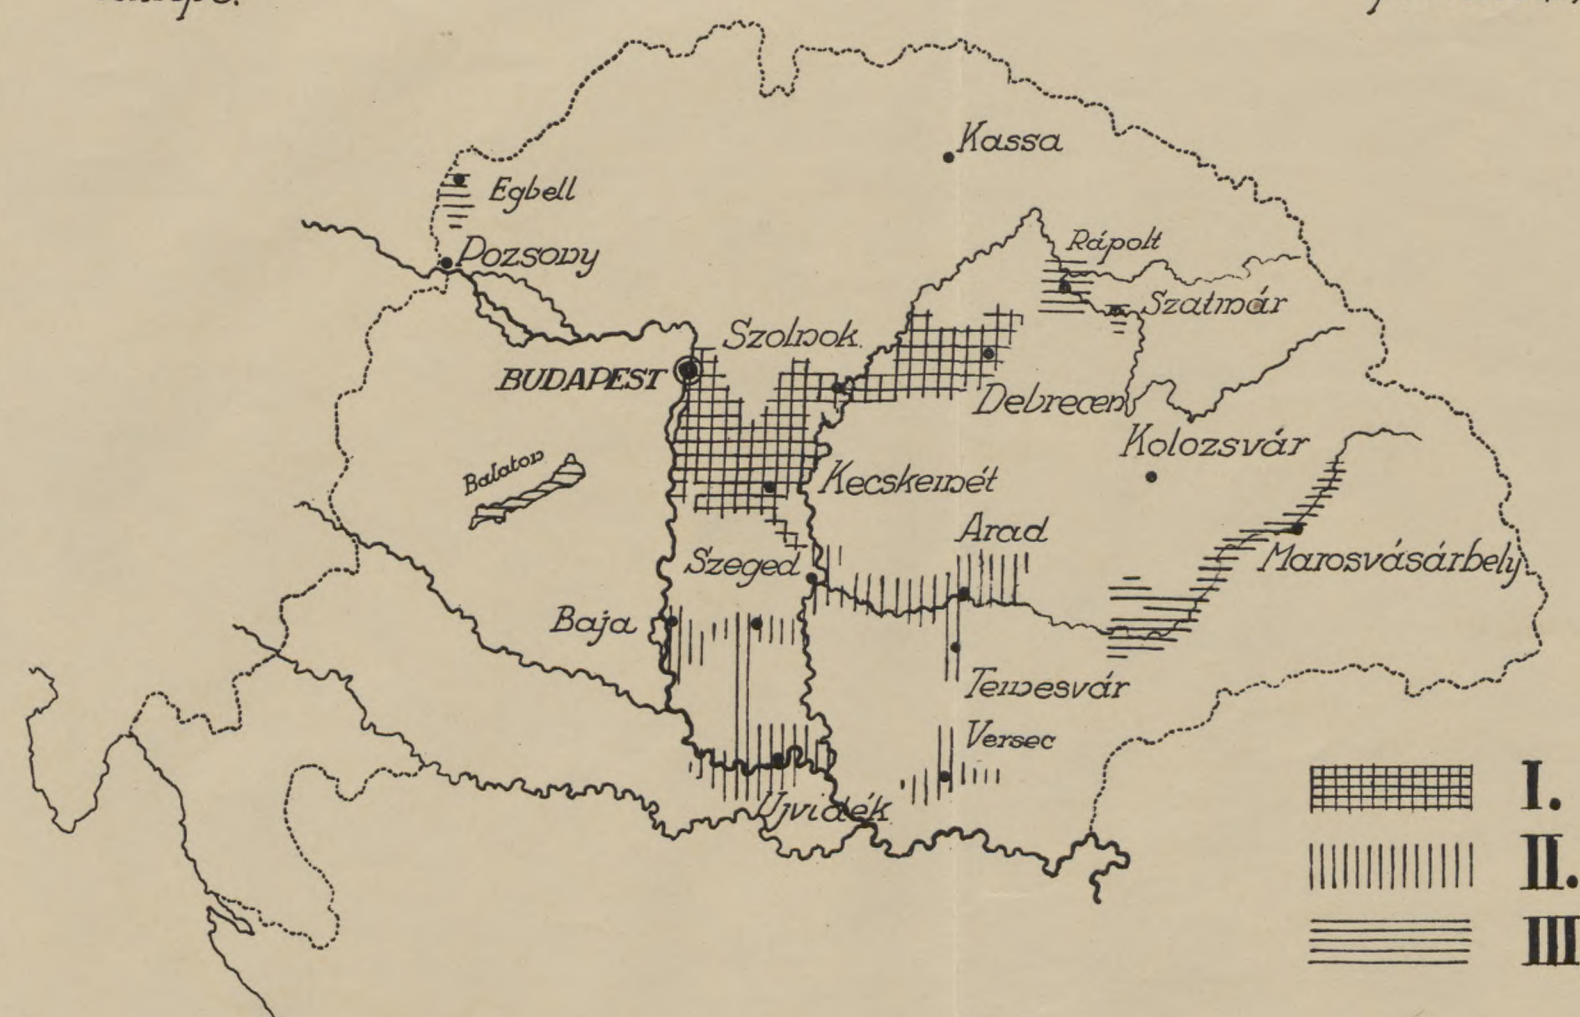 Kassa
Egbell
Rápolt
Pozsony
Szatmár
Szolnok
BUDAPEST
Debrecen
Kolozsvár
Balaton
Kecskemét
Arad
Marosvásárhely
Szeged
Baja
Temesvár
Versec
Ujvidék
I.
II.
III